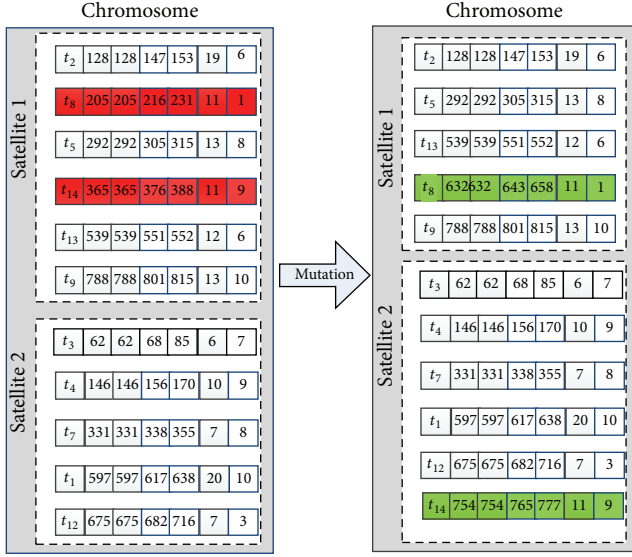 Chromosome
Satellite 1
t2 128 128 147 153 19 6
t8 205 205 216 231 11 1
t5 292 292 305 315 13 8
t14 365 365 376 388 11 9
t13 539 539 551 552 12 6
t9 788 788 801 815 13 10
Satellite 2
t3 62 62 68 85 6 7
t4 146 146 156 170 10 9
t7 331 331 338 355 7 8
t1 597 597 617 638 20 10
t12 675 675 682 716 7 3
Mutation
Chromosome
Satellite 1
t2 128 128 147 153 19 6
t5 292 292 305 315 13 8
t13 539 539 551 552 12 6
t8 632 632 643 658 11 1
t9 788 788 801 815 13 10
Satellite 2
t3 62 62 68 85 6 7
t4 146 146 156 170 10 9
t7 331 331 338 355 7 8
t1 597 597 617 638 20 10
t12 675 675 682 716 7 3
t14 754 754 765 777 11 9